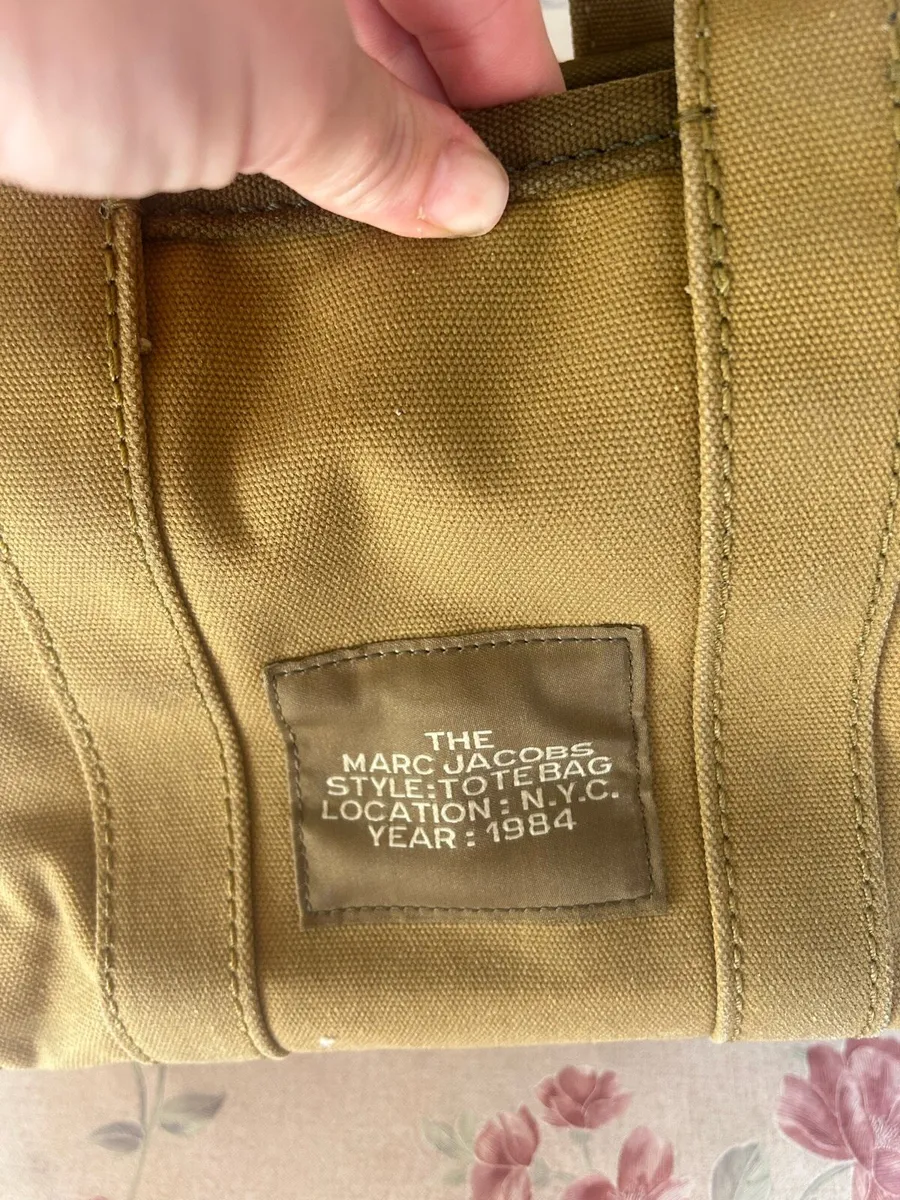 THE
MARC JACOBS
STYLE: TOTE BAG
LOCATION : N.Y.C.
YEAR : 1984